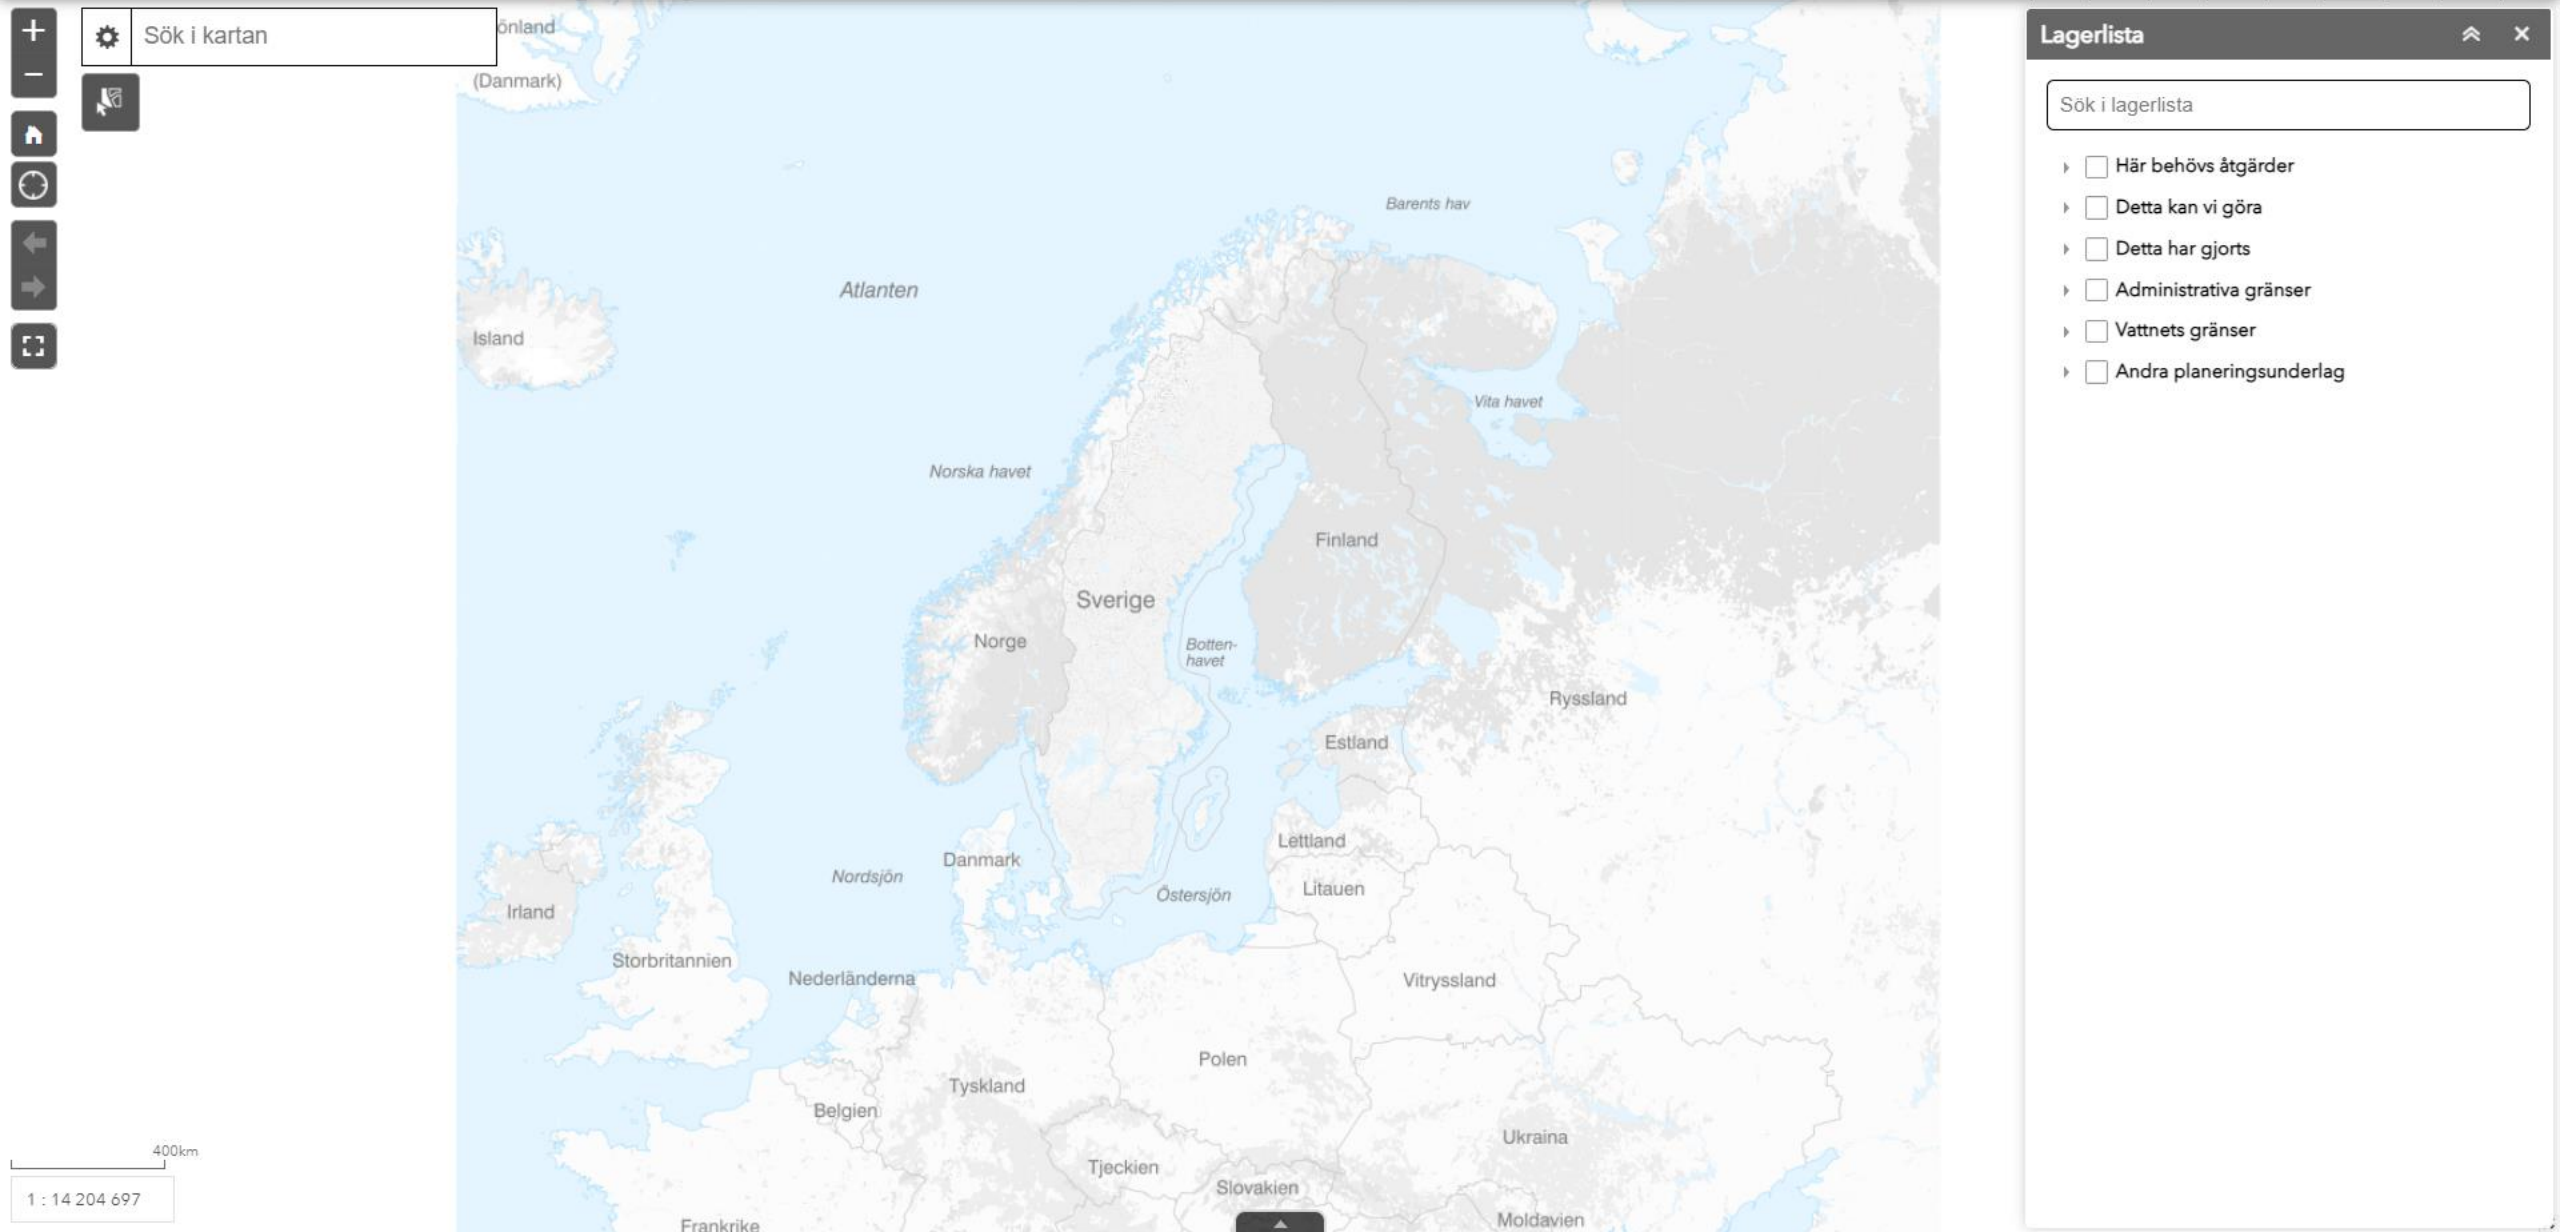 Sök i kartan
önland
(Danmark)
Lagerlista
Sök i lagerlista
Här behövs åtgärder
Detta kan vi göra
Detta har gjorts
Administrativa gränser
Vattnets gränser
Andra planeringsunderlag
Barents hav
Atlanten
Island
Vita havet
Norska havet
Finland
Sverige
Norge
Botten-
havet
Ryssland
Estland
Lettland
Danmark
Nordsjön
Litauen
Östersjön
Irland
Storbritannien
Nederländerna
Vitryssland
Polen
Tyskland
Belgien
Ukraina
Tjeckien
Slovakien
Moldavien
Frankrike
400km
1 : 14 204 697